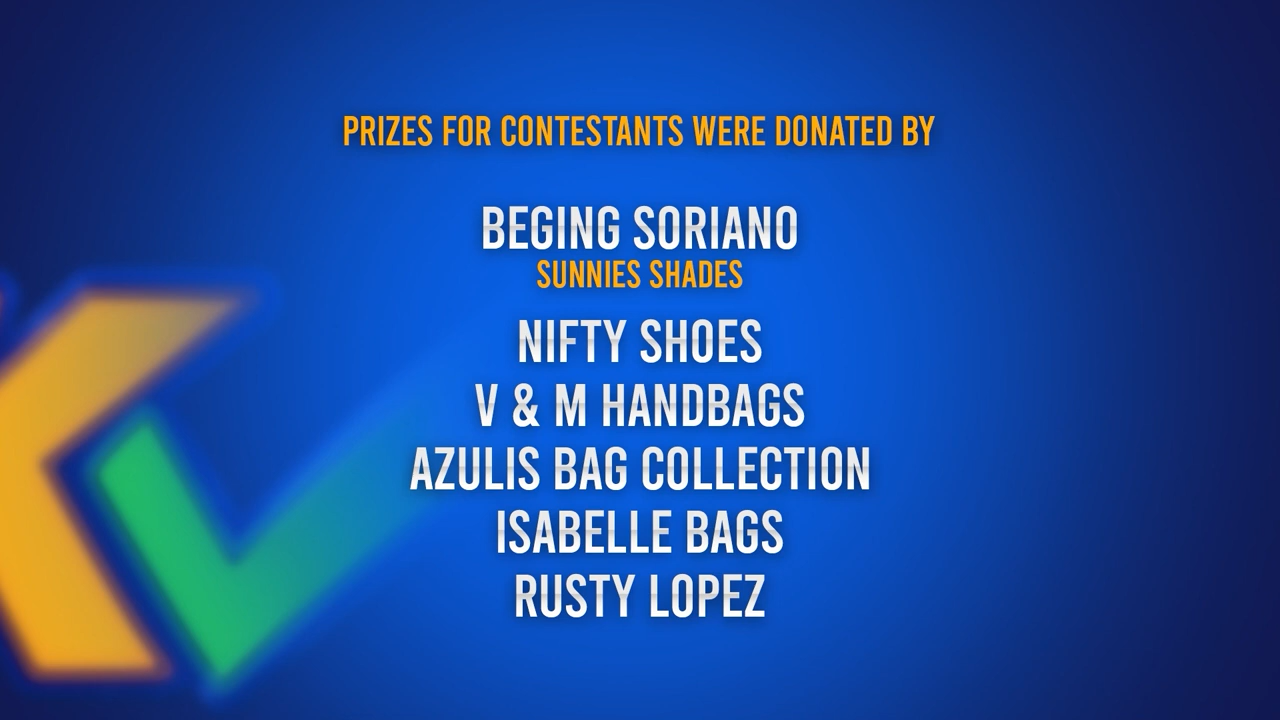 PRIZES FOR CONTESTANTS WERE DONATED BY
BEGING SORIANO
SUNNIES SHADES
NIFTY SHOES
V & M HANDBAGS
AZULIS BAG COLLECTION
ISABELLE BAGS
RUSTY LOPEZ